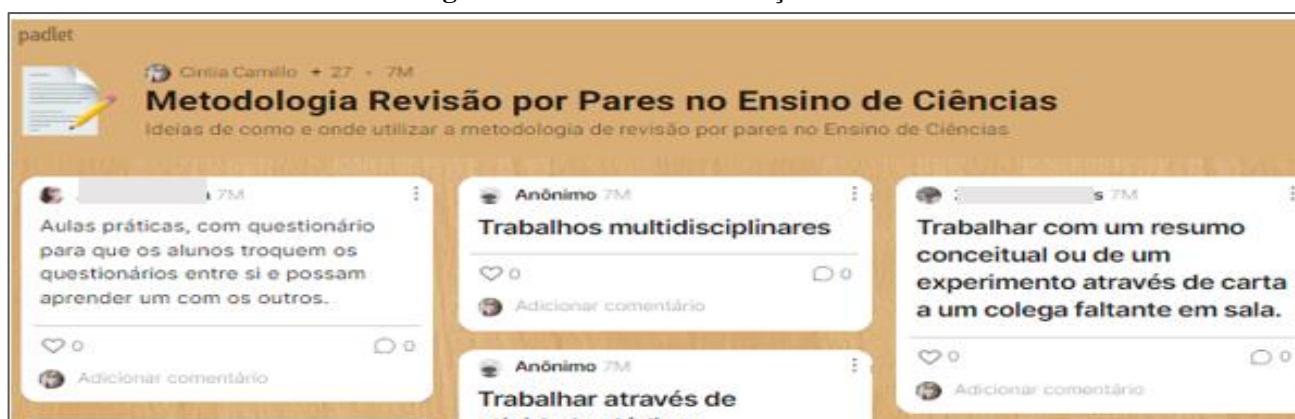 padlet
Cintia Camillo + 27 • 7M
Metodologia Revisão por Pares no Ensino de Ciências
Ideias de como e onde utilizar a metodologia de revisão por pares no Ensino de Ciências
7M
Aulas práticas, com questionário
para que os alunos troquem os
questionários entre si e possam
aprender um com os outros.
0 0
Adicionar comentário
Anônimo 7M
Trabalhos multidisciplinares
0 0
Adicionar comentário
Anônimo 7M
Trabalhar através de
s 7M
Trabalhar com um resumo
conceitual ou de um
experimento através de carta
a um colega faltante em sala.
0 0
Adicionar comentário